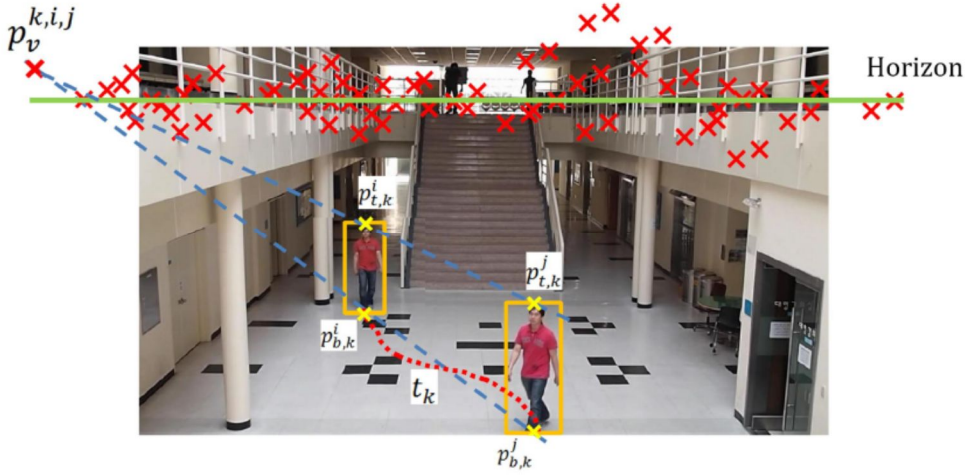 p_v^{k,i,j}
Horizon
p_{t,k}^i
p_{t,k}^j
p_{b,k}^i
t_k
p_{b,k}^j